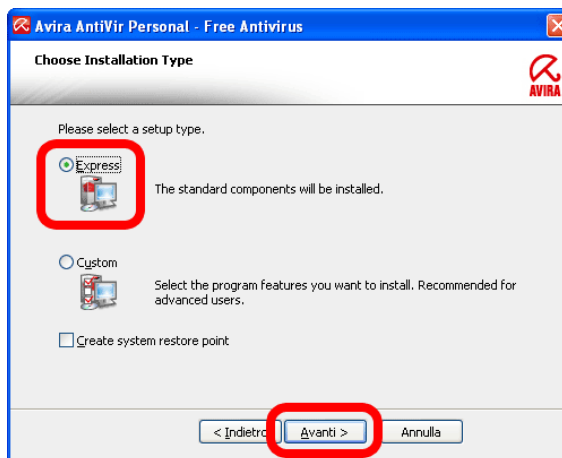 Avira AntiVir Personal - Free Antivirus
Choose Installation Type
AVIRA
Please select a setup type.
Express
The standard components will be installed.
Custom
Select the program features you want to install. Recommended for
advanced users.
Create system restore point
< Indietro
Avanti >
Annulla